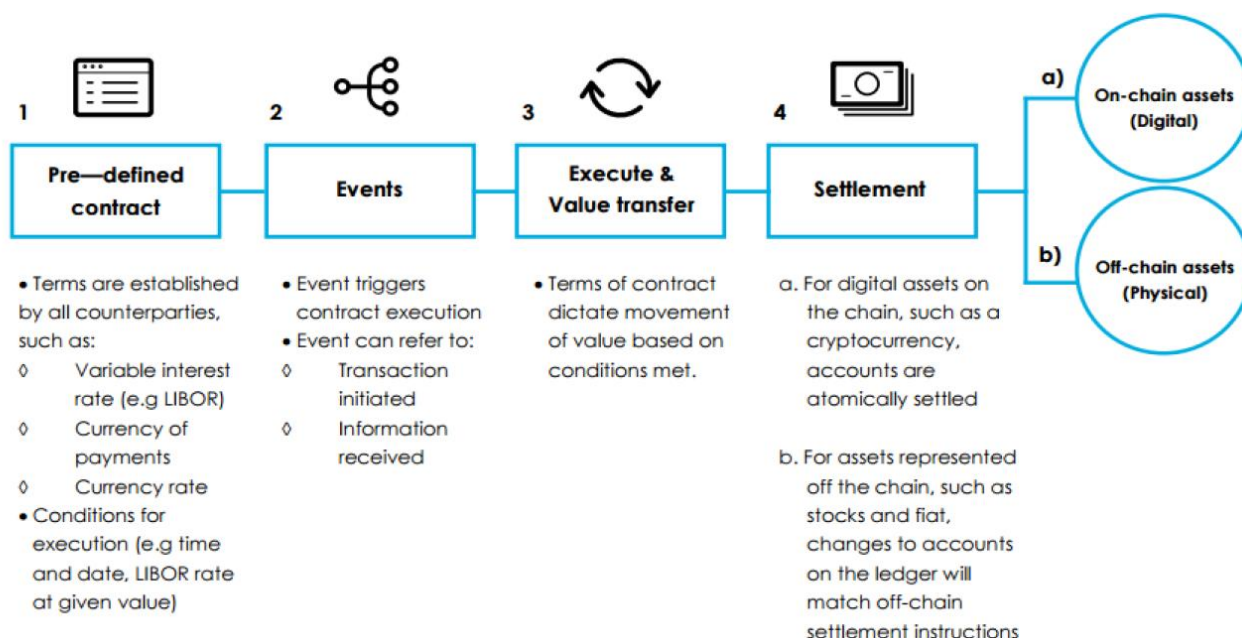 1
Pre—defined
contract
• Terms are established
by all counterparties,
such as:
◊ Variable interest
rate (e.g LIBOR)
◊ Currency of
payments
◊ Currency rate
• Conditions for
execution (e.g time
and date, LIBOR rate
at given value)
2
Events
• Event triggers
contract execution
• Event can refer to:
◊ Transaction
initiated
◊ Information
received
3
Execute &
Value transfer
• Terms of contract
dictate movement
of value based on
conditions met.
4
Settlement
a. For digital assets on
the chain, such as a
cryptocurrency,
accounts are
atomically settled
b. For assets represented
off the chain, such as
stocks and fiat,
changes to accounts
on the ledger will
match off-chain
settlement instructions
a)
On-chain assets
(Digital)
b)
Off-chain assets
(Physical)